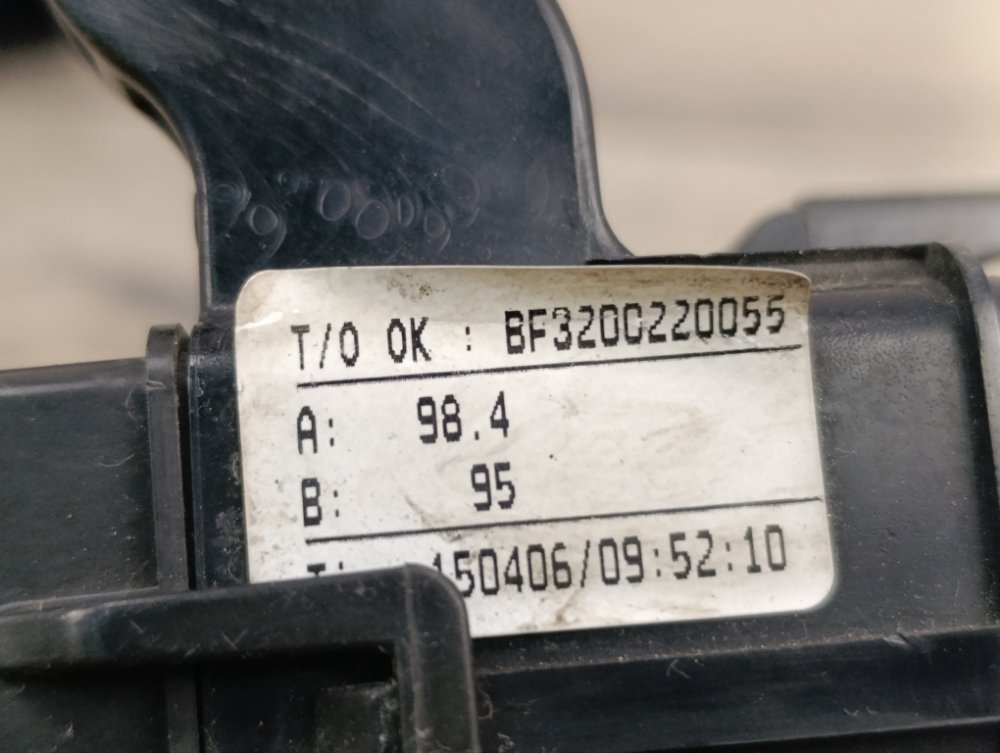 T/O OK : BF3200220055
A: 98.4
B: 95
T: 150406/09:52:10